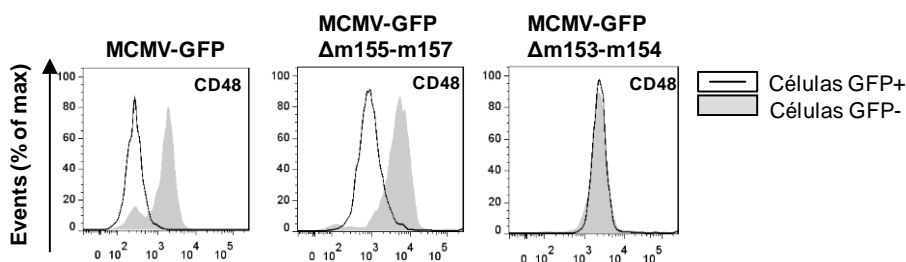 MCMV-GFP
MCMV-GFP
Δm155-m157
MCMV-GFP
Δm153-m154
Events (% of max)
100
80
60
40
20
0
CD48
0 10² 10³ 10⁴ 10⁵
100
80
60
40
20
0
CD48
0 10² 10³ 10⁴ 10⁵
100
80
60
40
20
0
CD48
0 10² 10³ 10⁴ 10⁵
Células GFP+
Células GFP-